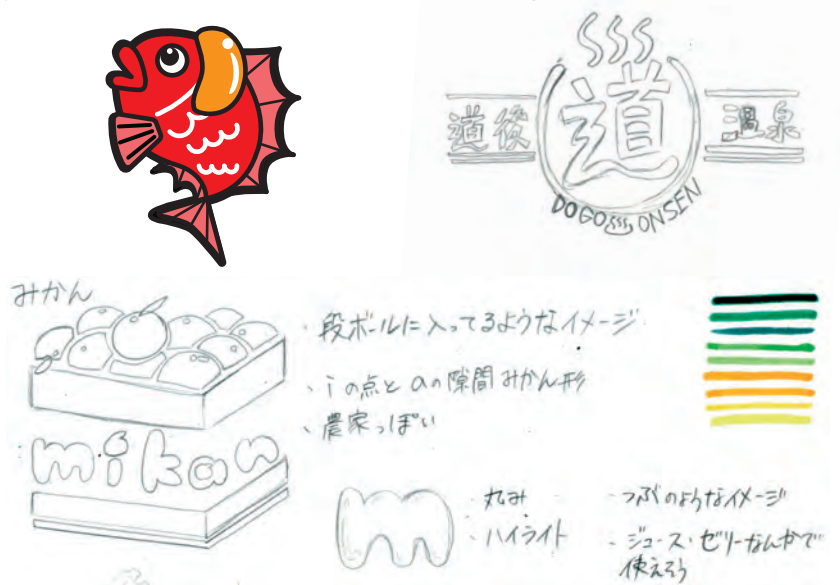 道後
道
温泉
DOGO ONSEN
みかん
・段ボールに入ってるようなイメージ
、iの点とaの隙間みかん形
、農家っぽい
mikan
・丸み
・ハイライト
・つぶのようなイメージ
・ジュース・ゼリーなんかで
使えそう